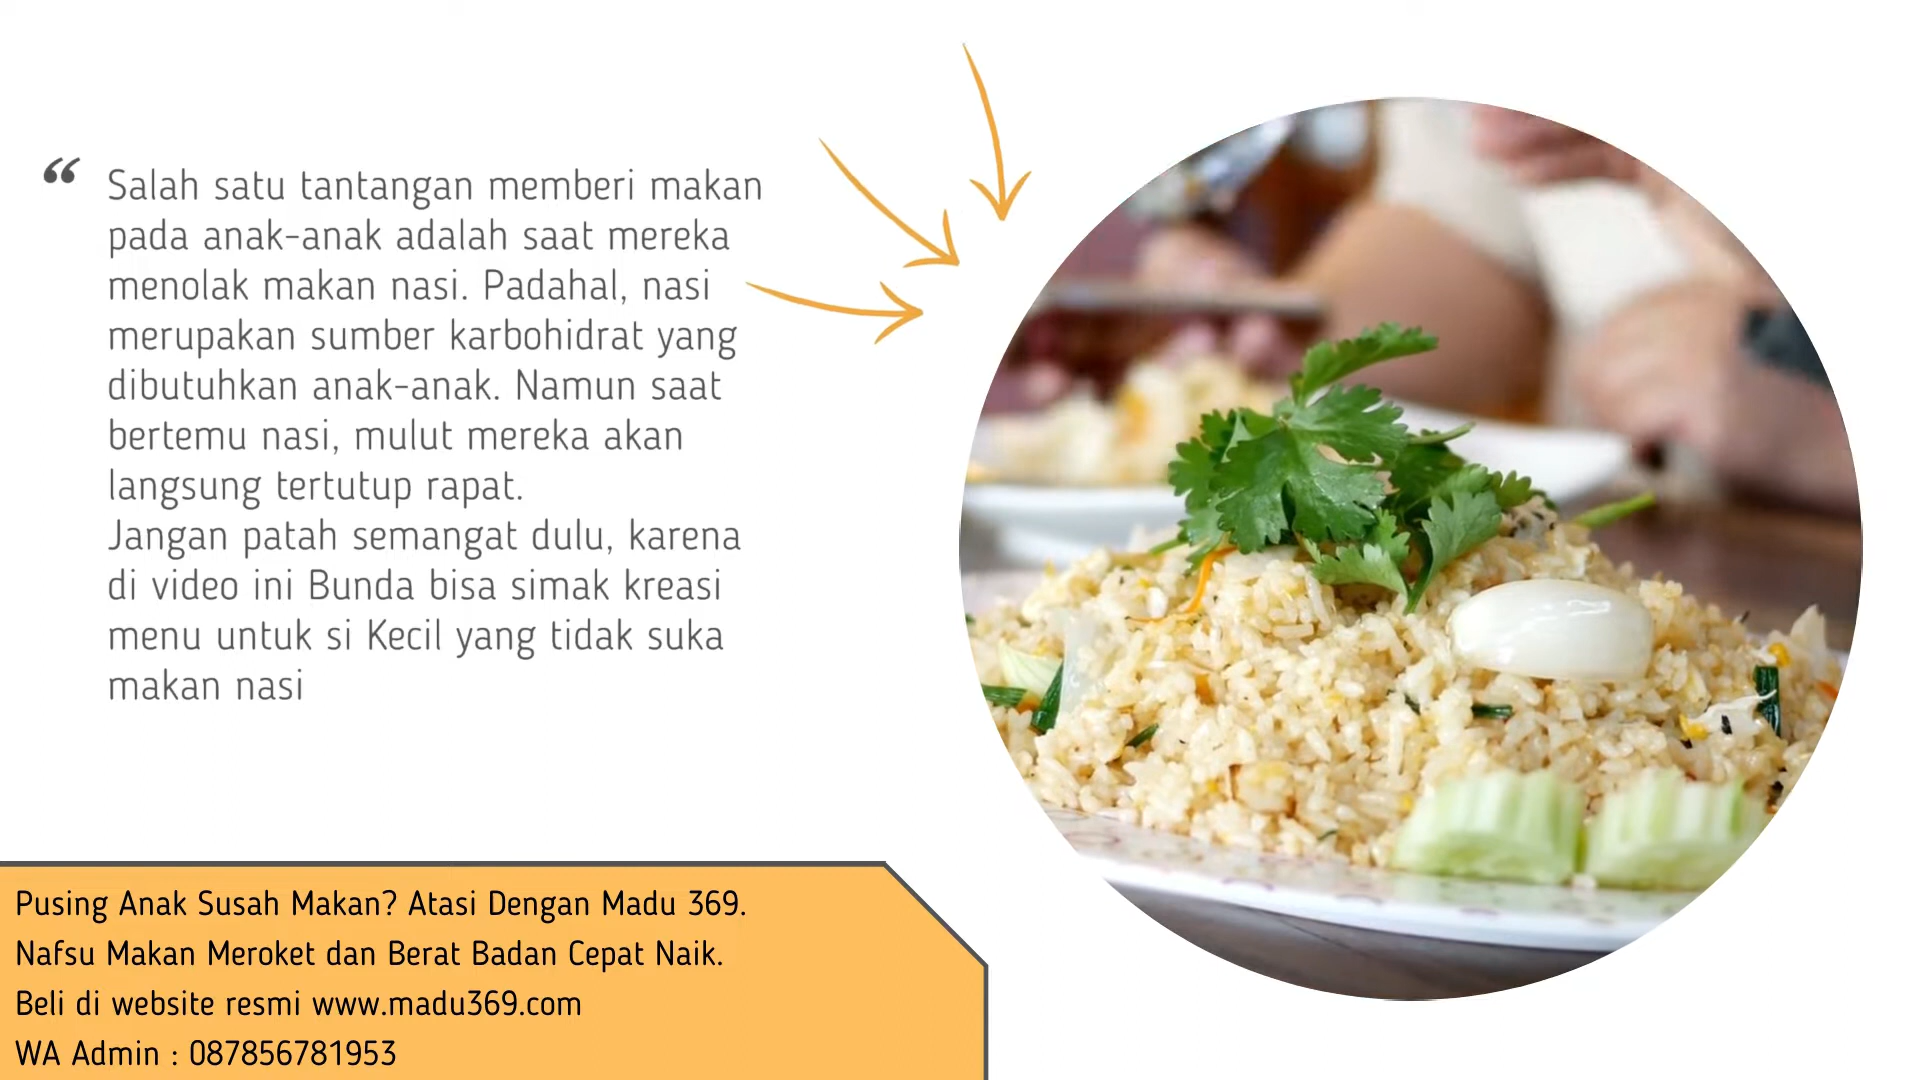 “ Salah satu tantangan memberi makan
pada anak-anak adalah saat mereka
menolak makan nasi. Padahal, nasi
merupakan sumber karbohidrat yang
dibutuhkan anak-anak. Namun saat
bertemu nasi, mulut mereka akan
langsung tertutup rapat.
Jangan patah semangat dulu, karena
di video ini Bunda bisa simak kreasi
menu untuk si Kecil yang tidak suka
makan nasi
Pusing Anak Susah Makan? Atasi Dengan Madu 369.
Nafsu Makan Meroket dan Berat Badan Cepat Naik.
Beli di website resmi www.madu369.com
WA Admin : 087856781953